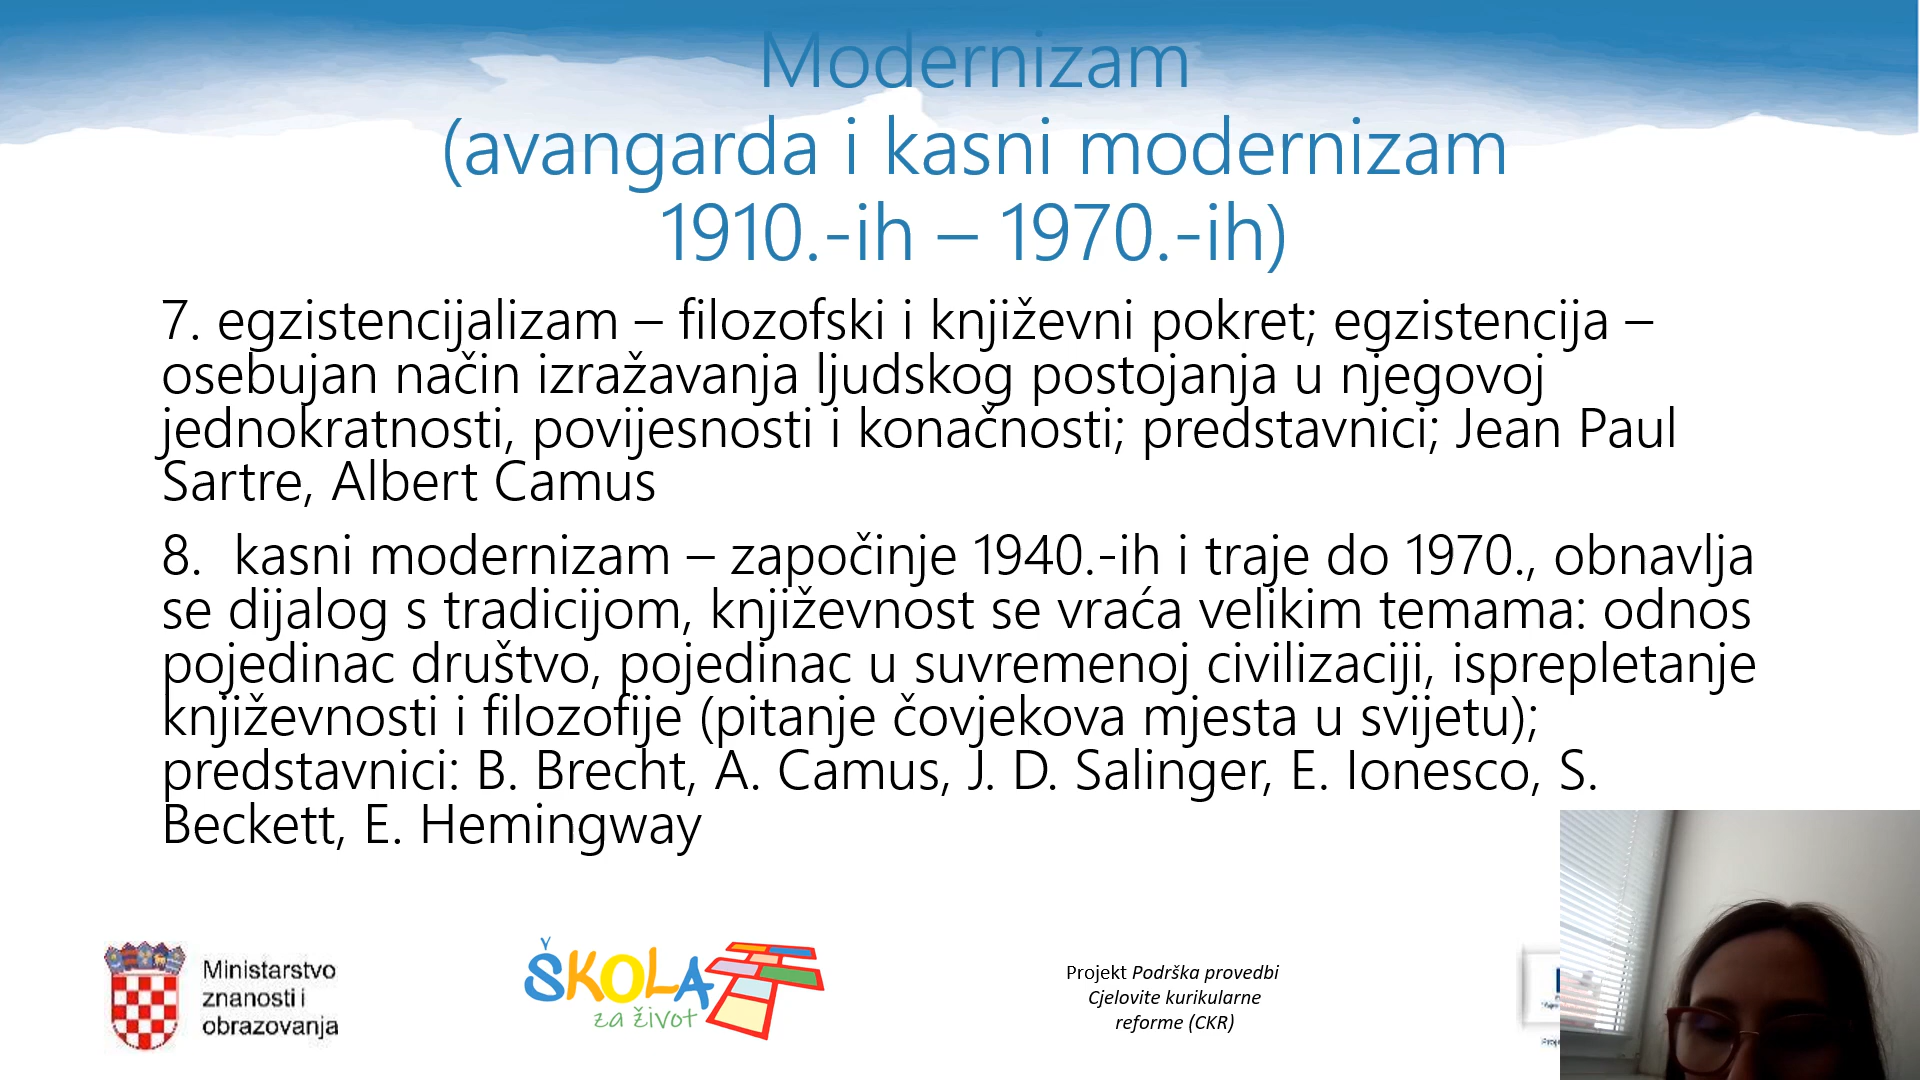 Modernizam
(avangarda i kasni modernizam
1910.-ih – 1970.-ih)
7. egzistencijalizam – filozofski i književni pokret; egzistencija –
osebujan način izražavanja ljudskog postojanja u njegovoj
jednokratnosti, povijesnosti i konačnosti; predstavnici; Jean Paul
Sartre, Albert Camus
8. kasni modernizam – započinje 1940.-ih i traje do 1970., obnavlja
se dijalog s tradicijom, književnost se vraća velikim temama: odnos
pojedinac društvo, pojedinac u suvremenoj civilizaciji, isprepletanje
književnosti i filozofije (pitanje čovjekova mjesta u svijetu);
predstavnici: B. Brecht, A. Camus, J. D. Salinger, E. Ionesco, S.
Beckett, E. Hemingway
Ministarstvo
znanosti i
obrazovanja
ŠKOLA
za život
Projekt Podrška provedbi
Cjelovite kurikularne
reforme (CKR)